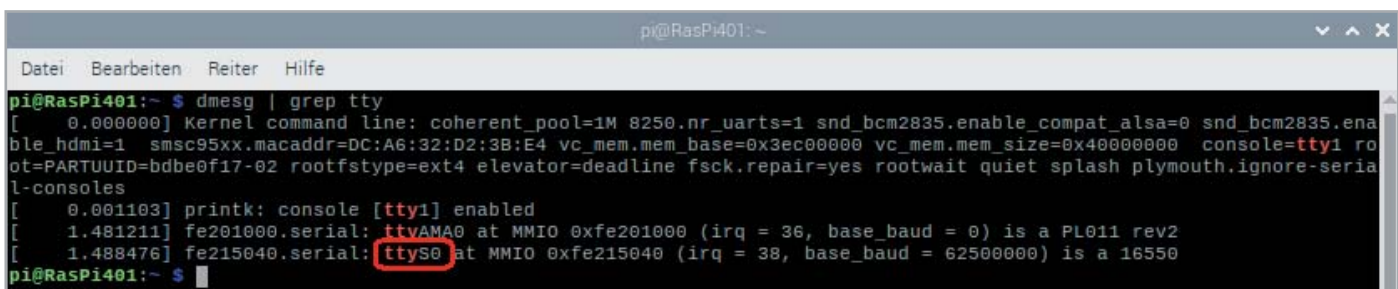 pi@RasPi401: ~
Datei Bearbeiten Reiter Hilfe
pi@RasPi401:~ $ dmesg | grep tty
[    0.000000] Kernel command line: coherent_pool=1M 8250.nr_uarts=1 snd_bcm2835.enable_compat_alsa=0 snd_bcm2835.ena
ble_hdmi=1  smsc95xx.macaddr=DC:A6:32:D2:3B:E4 vc_mem.mem_base=0x3ec00000 vc_mem.mem_size=0x40000000  console=tty1 ro
ot=PARTUUID=bdbe0f17-02 rootfstype=ext4 elevator=deadline fsck.repair=yes rootwait quiet splash plymouth.ignore-seria
l-consoles
[    0.001103] printk: console [tty1] enabled
[    1.481211] fe201000.serial: ttyAMA0 at MMIO 0xfe201000 (irq = 36, base_baud = 0) is a PL011 rev2
[    1.488476] fe215040.serial: ttyS0 at MMIO 0xfe215040 (irq = 38, base_baud = 62500000) is a 16550
pi@RasPi401:~ $